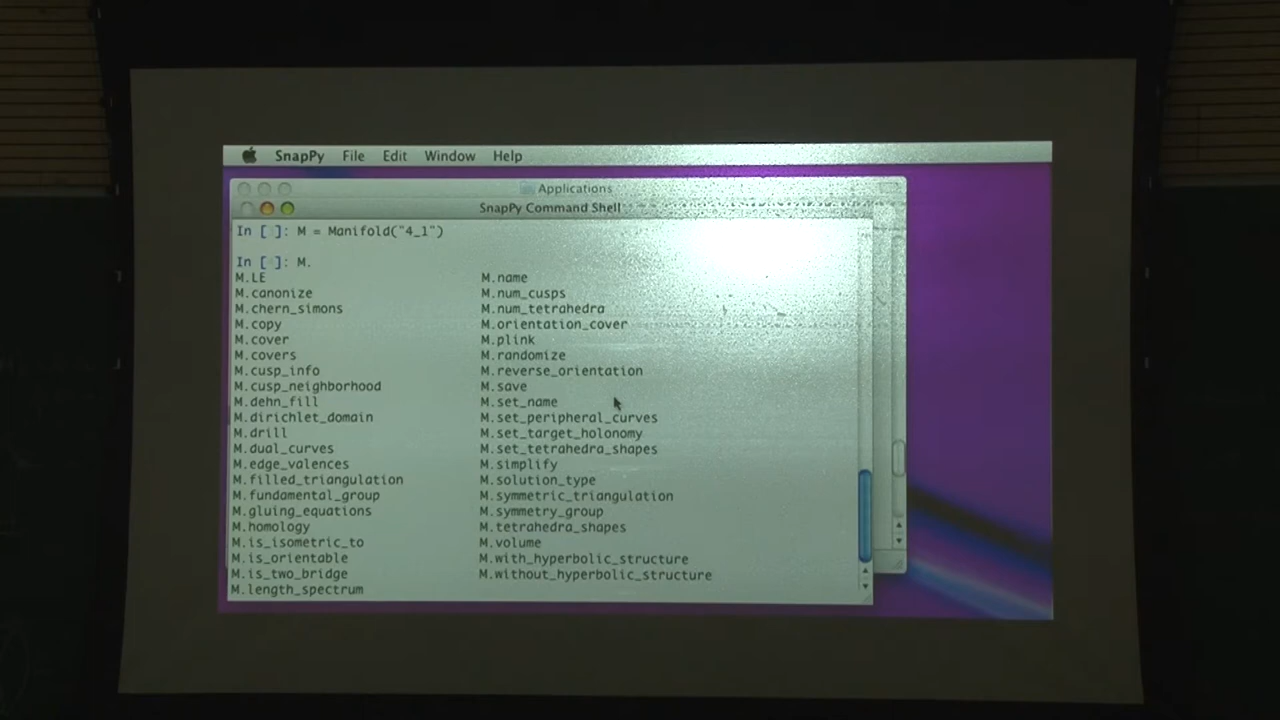 SnapPy File Edit Window Help
Applications
SnapPy Command Shell
In [ ]: M = Manifold("4_1")
In [ ]: M.
M.LE M.name
M.canonize M.num_cusps
M.chern_simons M.num_tetrahedra
M.copy M.orientation_cover
M.cover M.plink
M.covers M.randomize
M.cusp_info M.reverse_orientation
M.cusp_neighborhood M.save
M.dehn_fill M.set_name
M.dirichlet_domain M.set_peripheral_curves
M.drill M.set_target_holonomy
M.dual_curves M.set_tetrahedra_shapes
M.edge_valences M.simplify
M.filled_triangulation M.solution_type
M.fundamental_group M.symmetric_triangulation
M.gluing_equations M.symmetry_group
M.homology M.tetrahedra_shapes
M.is_isometric_to M.volume
M.is_orientable M.with_hyperbolic_structure
M.is_two_bridge M.without_hyperbolic_structure
M.length_spectrum